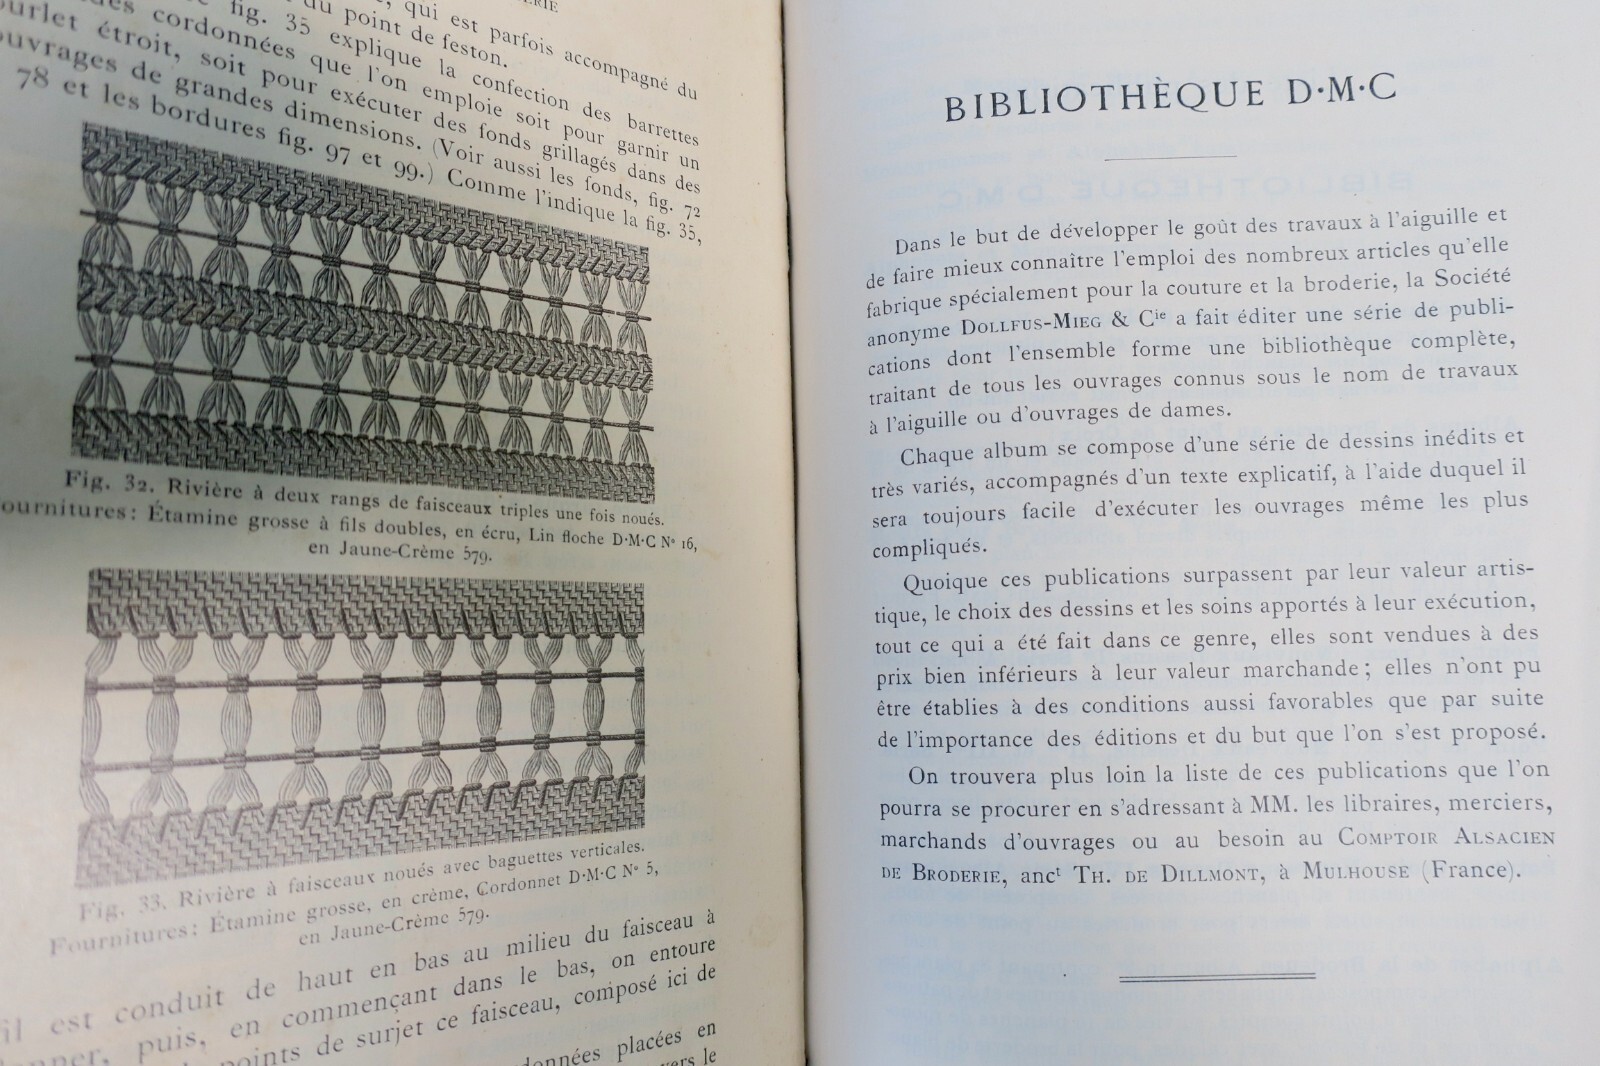 ERIE
qui est parfois accompagné du
fig. 35 du point de feston.
explique la confection des barrettes
cordonnées que l'on emploie soit pour garnir un
ourlet étroit, soit pour exécuter des fonds grillagés dans des
ouvrages de grandes dimensions. (Voir aussi les fonds, fig. 72
78 et les bordures fig. 97 et 99.) Comme l'indique la fig. 35,
Fig. 32. Rivière à deux rangs de faisceaux triples une fois noués.
ournitures: Étamine grosse à fils doubles, en écru, Lin floche D·M·C N° 16,
en Jaune-Crème 579.
Fig. 33. Rivière à faisceaux noués avec baguettes verticales.
Fournitures: Étamine grosse, en crème, Cordonnet D·M·C N° 5,
en Jaune-Crème 579.
il est conduit de haut en bas au milieu du faisceau à
onner, puis, en commençant dans le bas, on entoure
points de surjet ce faisceau, composé ici de
données placées en
vers le
BIBLIOTHÈQUE D·M·C
Dans le but de développer le goût des travaux à l'aiguille et
de faire mieux connaître l'emploi des nombreux articles qu'elle
fabrique spécialement pour la couture et la broderie, la Société
anonyme DOLLFUS-MIEG & Cie a fait éditer une série de publi-
cations dont l'ensemble forme une bibliothèque complète,
traitant de tous les ouvrages connus sous le nom de travaux
à l'aiguille ou d'ouvrages de dames.
Chaque album se compose d'une série de dessins inédits et
très variés, accompagnés d'un texte explicatif, à l'aide duquel il
sera toujours facile d'exécuter les ouvrages même les plus
compliqués.
Quoique ces publications surpassent par leur valeur artis-
tique, le choix des dessins et les soins apportés à leur exécution,
tout ce qui a été fait dans ce genre, elles sont vendues à des
prix bien inférieurs à leur valeur marchande; elles n'ont pu
être établies à des conditions aussi favorables que par suite
de l'importance des éditions et du but que l'on s'est proposé.
On trouvera plus loin la liste de ces publications que l'on
pourra se procurer en s'adressant à MM. les libraires, merciers,
marchands d'ouvrages ou au besoin au COMPTOIR ALSACIEN
DE BRODERIE, anct TH. DE DILLMONT, à MULHOUSE (France).